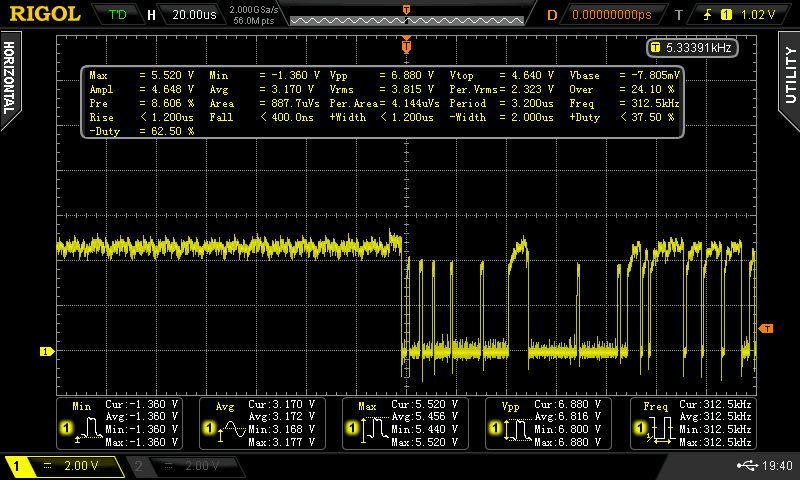 RIGOL T'D H 20.00us 2.000GSa/s 56.0M pts D 0.00000000ps T 1 1.02 V
T 5.33391kHz
HORIZONTAL
UTILITY
Max = 5.520 V Min = -1.360 V Vpp = 6.880 V Vtop = 4.640 V Vbase = -7.805mV
Ampl = 4.648 V Avg = 3.170 V Vrms = 3.815 V Per.Vrms= 2.323 V Over = 24.10 %
Pre = 8.606 % Area = 887.7uVs Per.Area= 4.144uVs Period = 3.200us Freq = 312.5kHz
Rise < 1.200us Fall < 400.0ns +Width < 1.200us -Width = 2.000us +Duty < 37.50 %
-Duty = 62.50 %
T
T
1
Min Cur:-1.360 V
Avg:-1.360 V
Min:-1.360 V
Max:-1.360 V
1
Avg Cur:3.170 V
Avg:3.172 V
Min:3.168 V
Max:3.177 V
1
Max Cur:5.520 V
Avg:5.456 V
Min:5.440 V
Max:5.520 V
1
Vpp Cur:6.880 V
Avg:6.816 V
Min:6.800 V
Max:6.880 V
1
Freq Cur:312.5kHz
Avg:312.5kHz
Min:312.5kHz
Max:312.5kHz
1
1 2.00 V 2 2.00 V 19:40